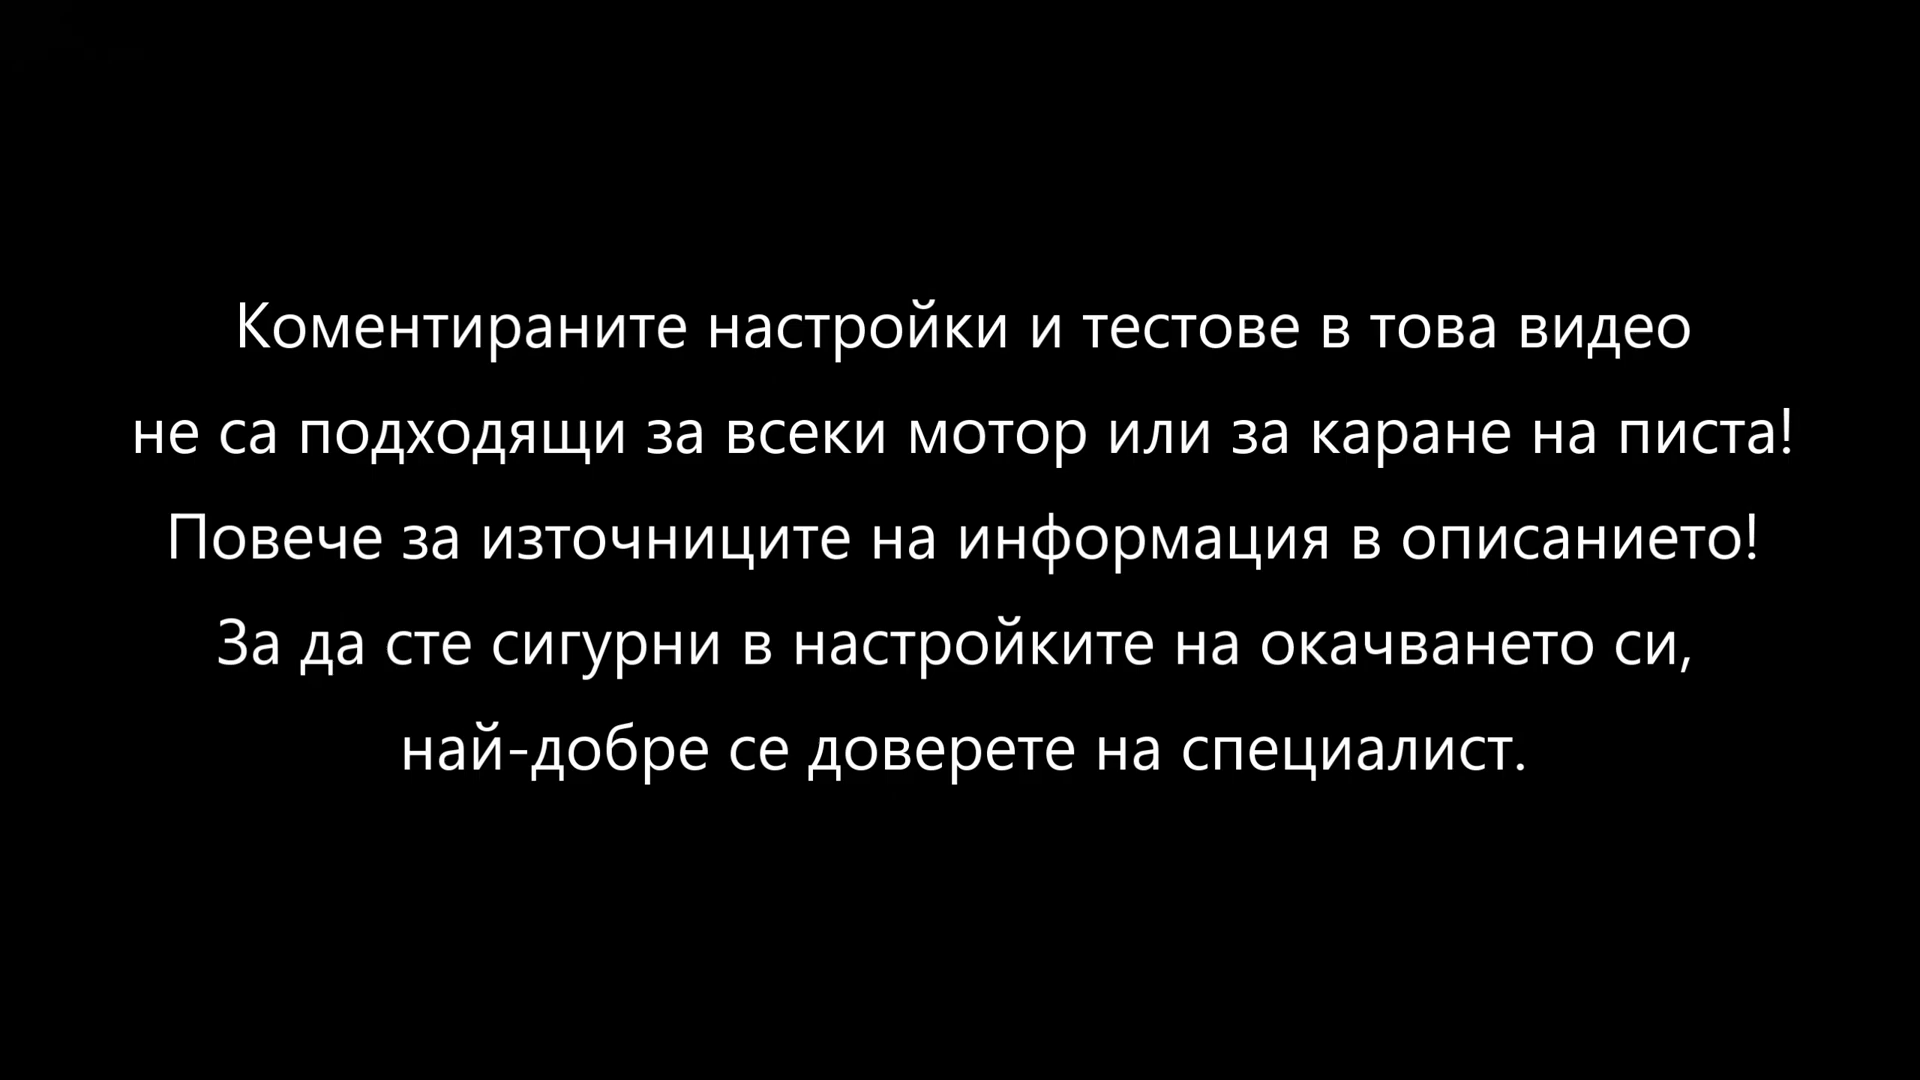 Коментираните настройки и тестове в това видео
не са подходящи за всеки мотор или за каране на писта!
Повече за източниците на информация в описанието!
За да сте сигурни в настройките на окачването си,
най-добре се доверете на специалист.